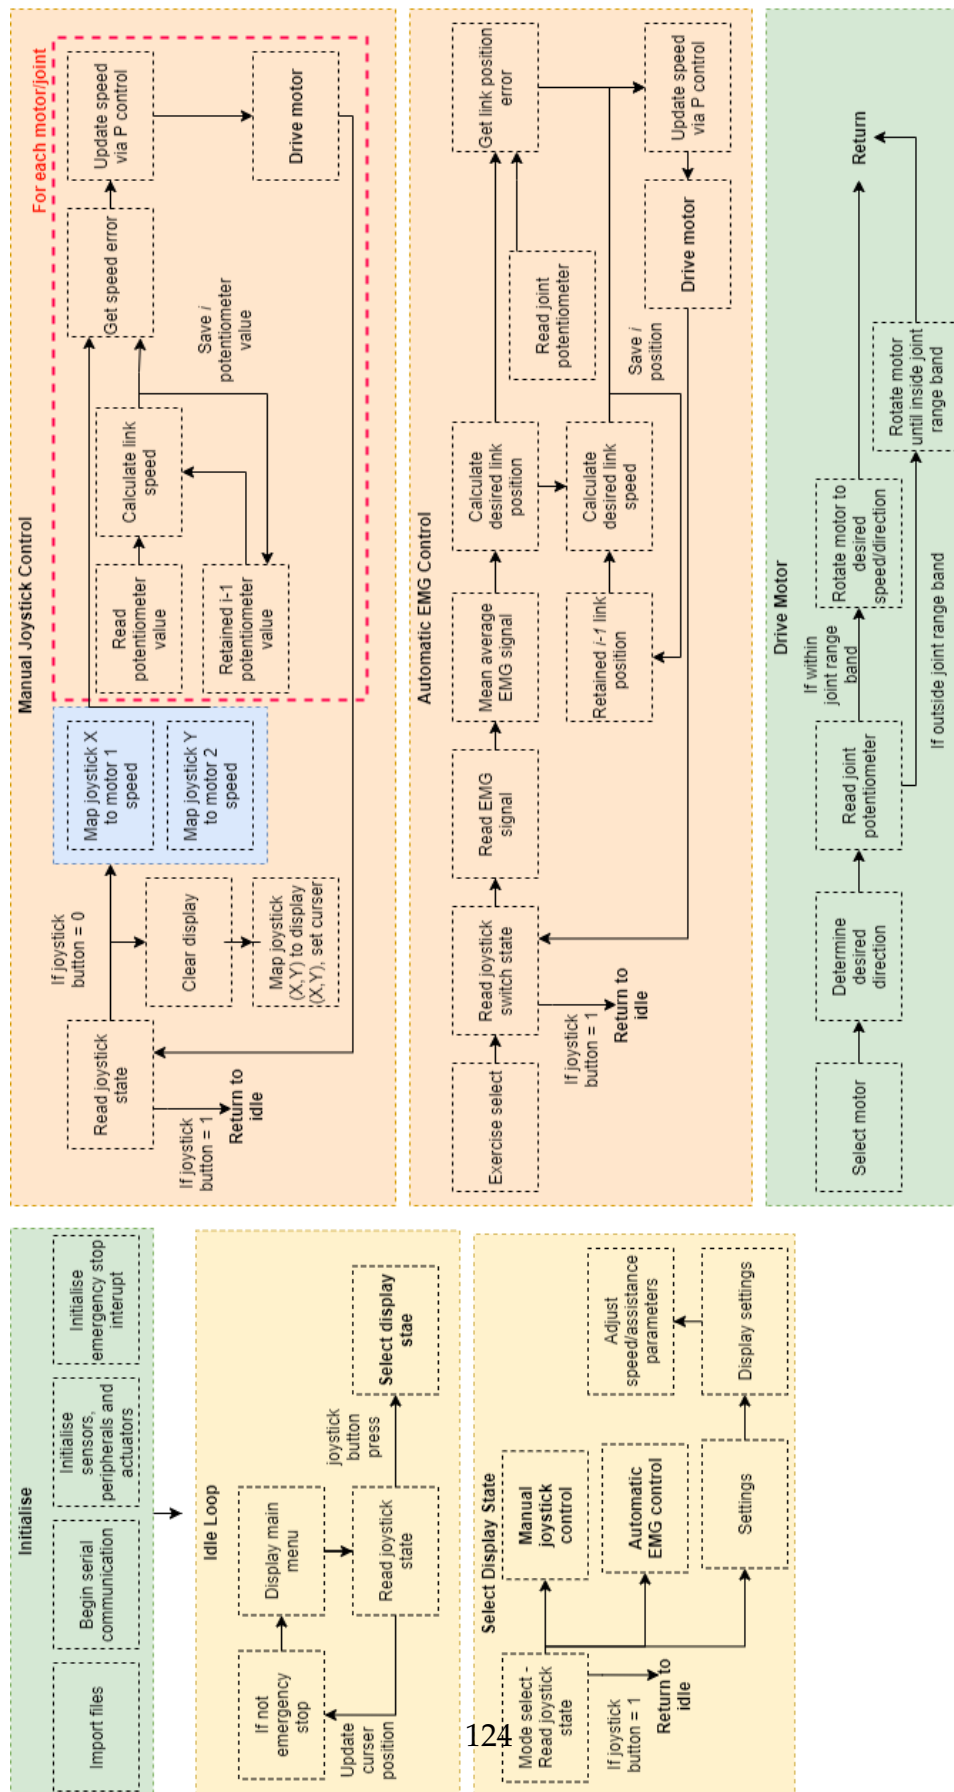 Initialise
Import files
Begin serial
communication
Initialise
sensors,
peripherals and
actuators
Initialise
emergency stop
interupt
Idle Loop
If not
emergency
stop
Display main
menu
Read joystick
state
Update
curser
position
joystick
button
press
Select display
stae
Select Display State
Mode select -
Read joystick
state
If joystick
button = 1
Return to
idle
Manual
joystick
control
Automatic
EMG control
Settings
Display settings
Adjust
speed/assistance
parameters
Manual Joystick Control
Read joystick
state
If joystick
button = 1
Return to
idle
If joystick
button = 0
Clear display
Map joystick
(X,Y) to display
(X,Y), set curser
Map joystick X
to motor 1
speed
Map joystick Y
to motor 2
speed
For each motor/joint
Read
potentiometer
value
Retained i-1
potentiometer
value
Calculate link
speed
Save i
potentiometer
value
Get speed error
Update speed
via P control
Drive motor
Automatic EMG Control
Exercise select
Read joystick
switch state
If joystick
button = 1
Return to
idle
Read EMG
signal
Mean average
EMG signal
Retained i-1 link
position
Calculate
desired link
position
Calculate
desired link
speed
Read joint
potentiometer
Save i
position
Get link position
error
Update speed
via P control
Drive motor
Drive Motor
Select motor
Determine
desired
direction
Read joint
potentiometer
If within
joint range
band
If outside joint range band
Rotate motor to
desired
speed/direction
Rotate motor
until inside joint
range band
Return
124